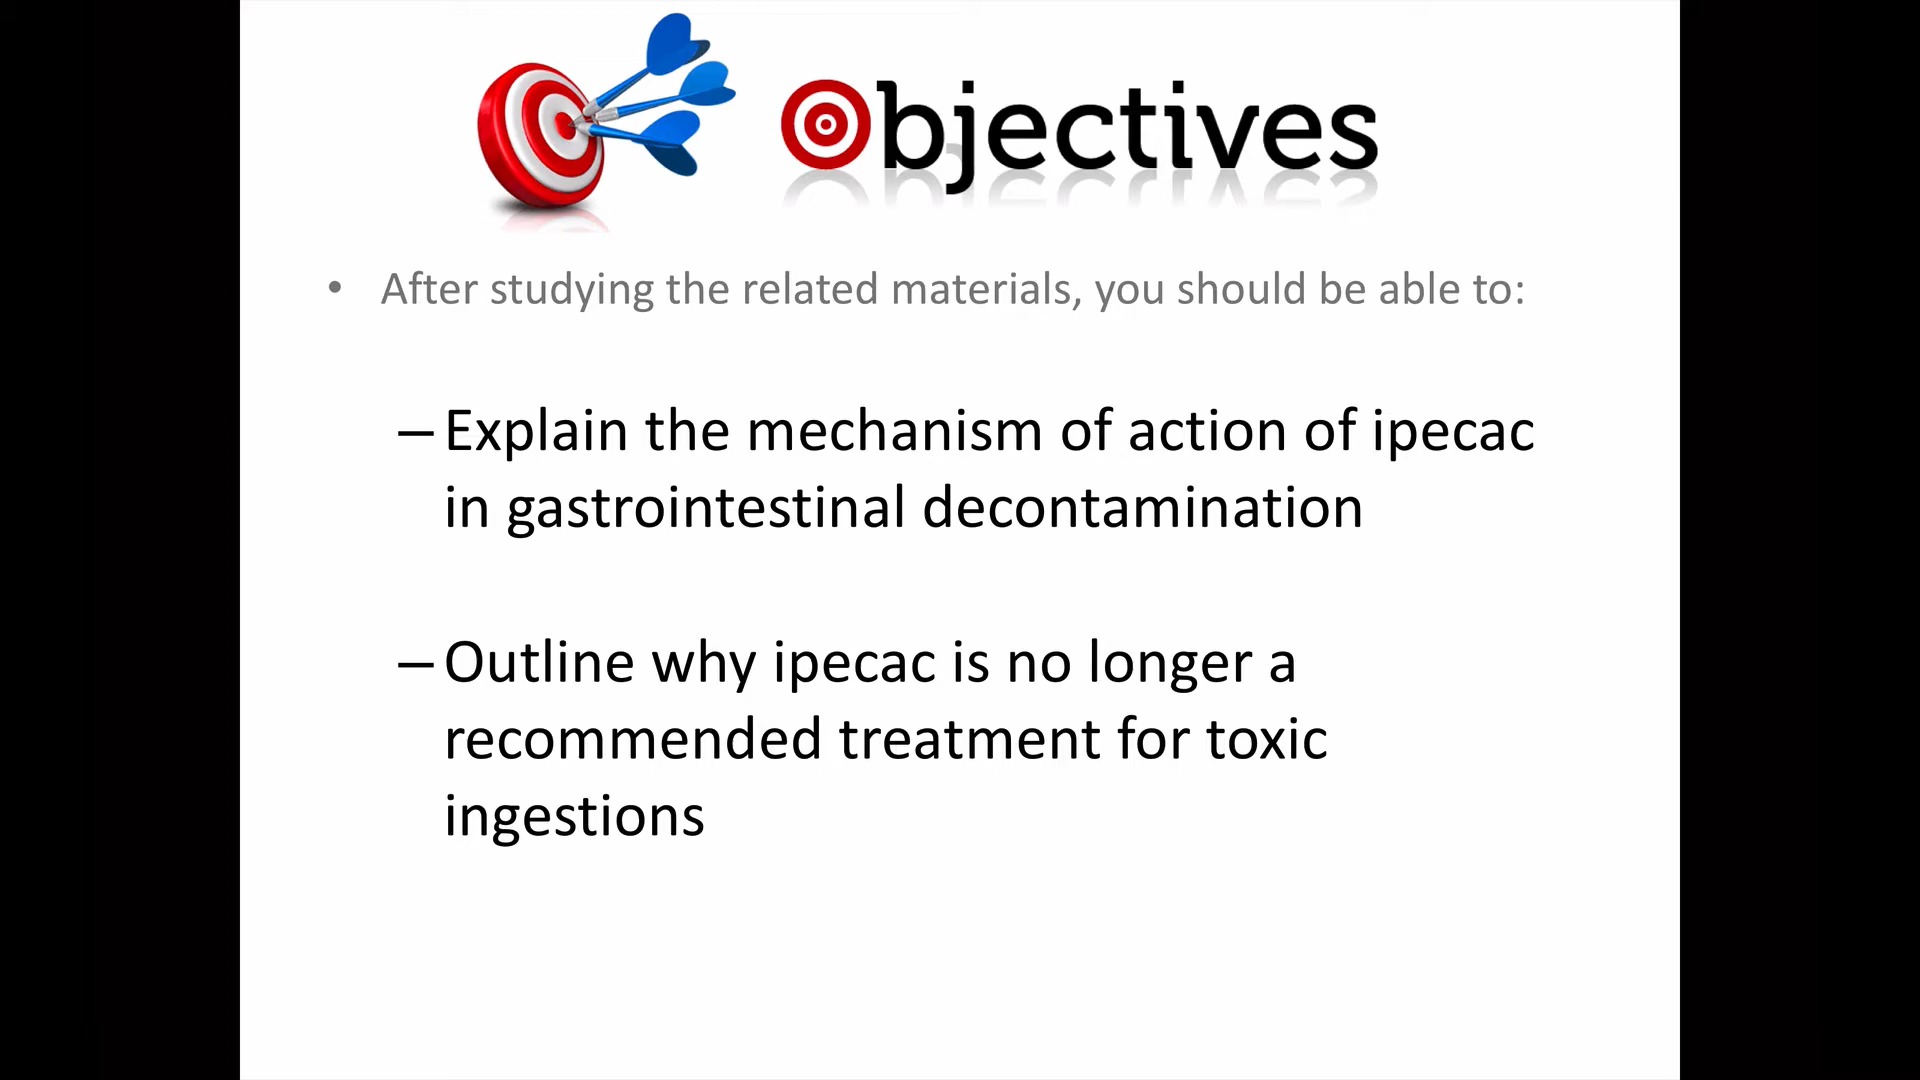 Objectives
• After studying the related materials, you should be able to:
– Explain the mechanism of action of ipecac
in gastrointestinal decontamination
– Outline why ipecac is no longer a
recommended treatment for toxic
ingestions